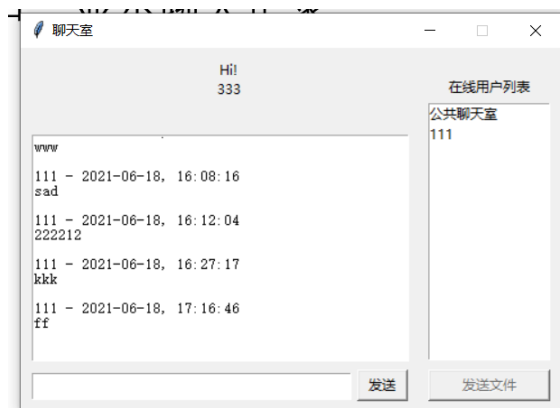 聊天室
Hi!
333
在线用户列表
公共聊天室
111
www
111 - 2021-06-18, 16:08:16
sad
111 - 2021-06-18, 16:12:04
222212
111 - 2021-06-18, 16:27:17
kkk
111 - 2021-06-18, 17:16:46
ff
发送
发送文件